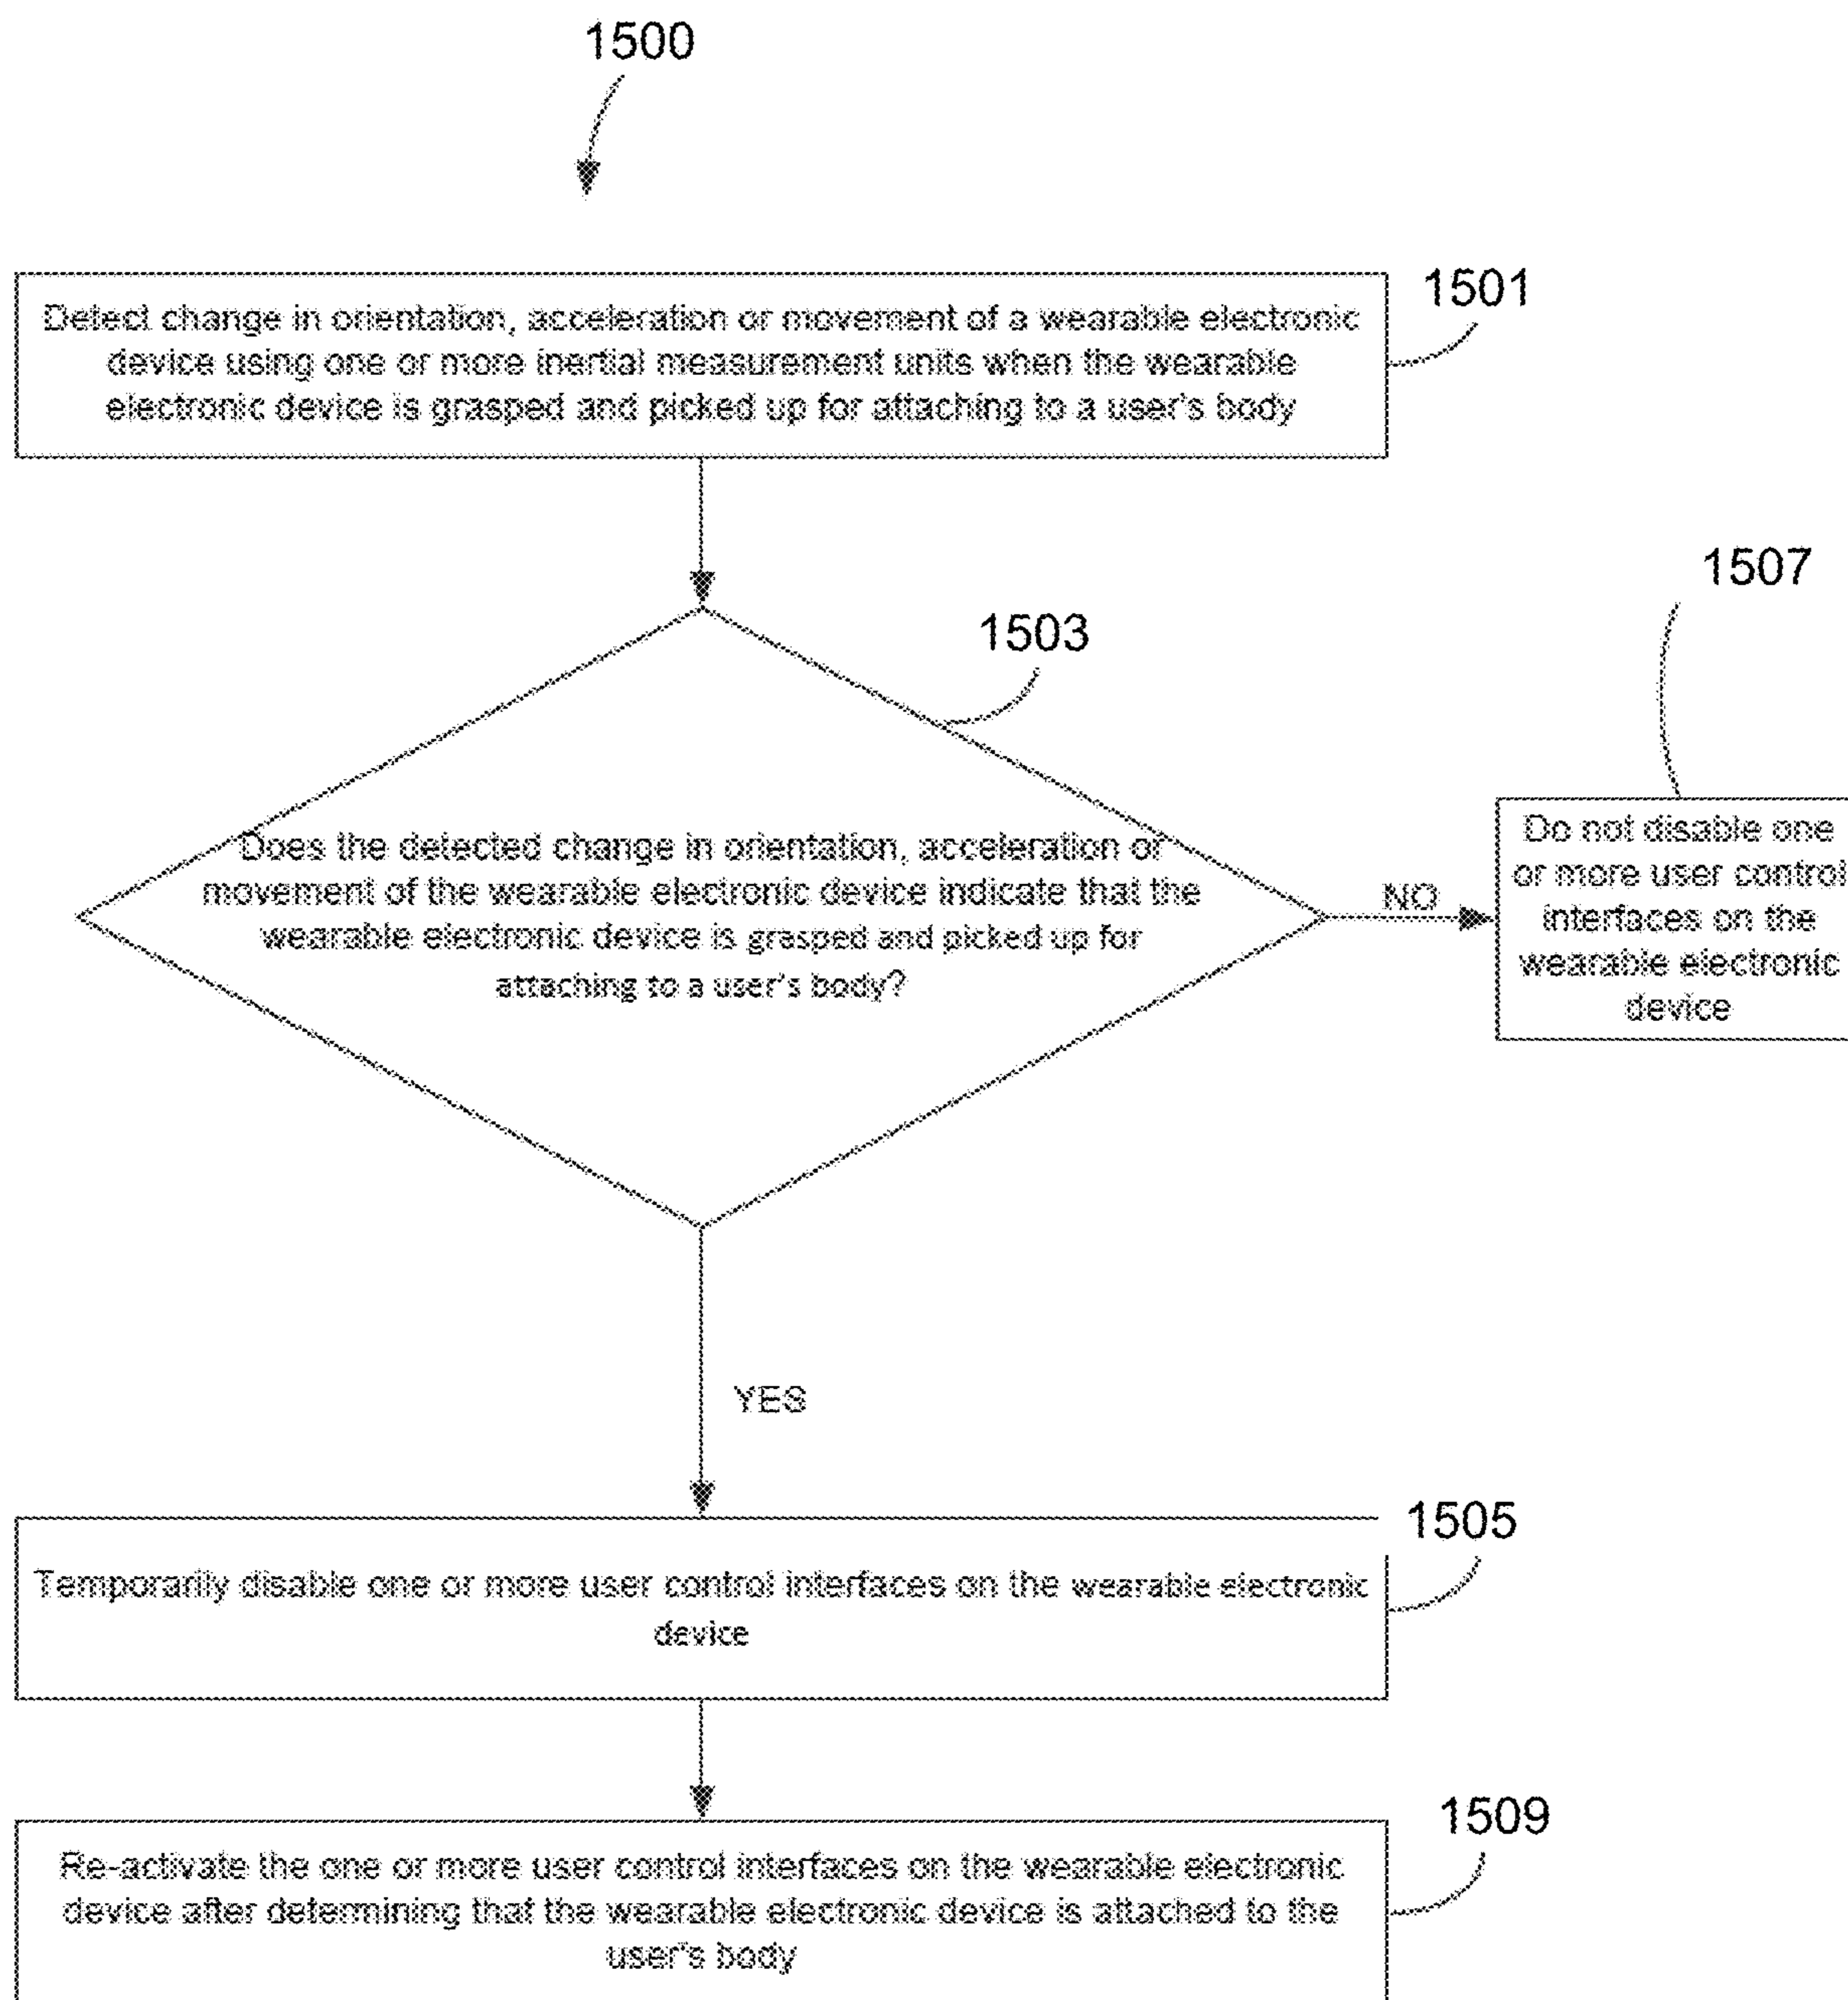 1500
1501
Detect change in orientation, acceleration or movement of a wearable electronic
device using one or more inertial measurement units when the wearable
electronic device is grasped and picked up for attaching to a user's body
1503
Does the detected change in orientation, acceleration or
movement of the wearable electronic device indicate that the
wearable electronic device is grasped and picked up for
attaching to a user's body?
NO
1507
Do not disable one
or more user control
interfaces on the
wearable electronic
device
YES
1505
Temporarily disable one or more user control interfaces on the wearable electronic
device
1509
Re-activate the one or more user control interfaces on the wearable electronic
device after determining that the wearable electronic device is attached to the
user's body